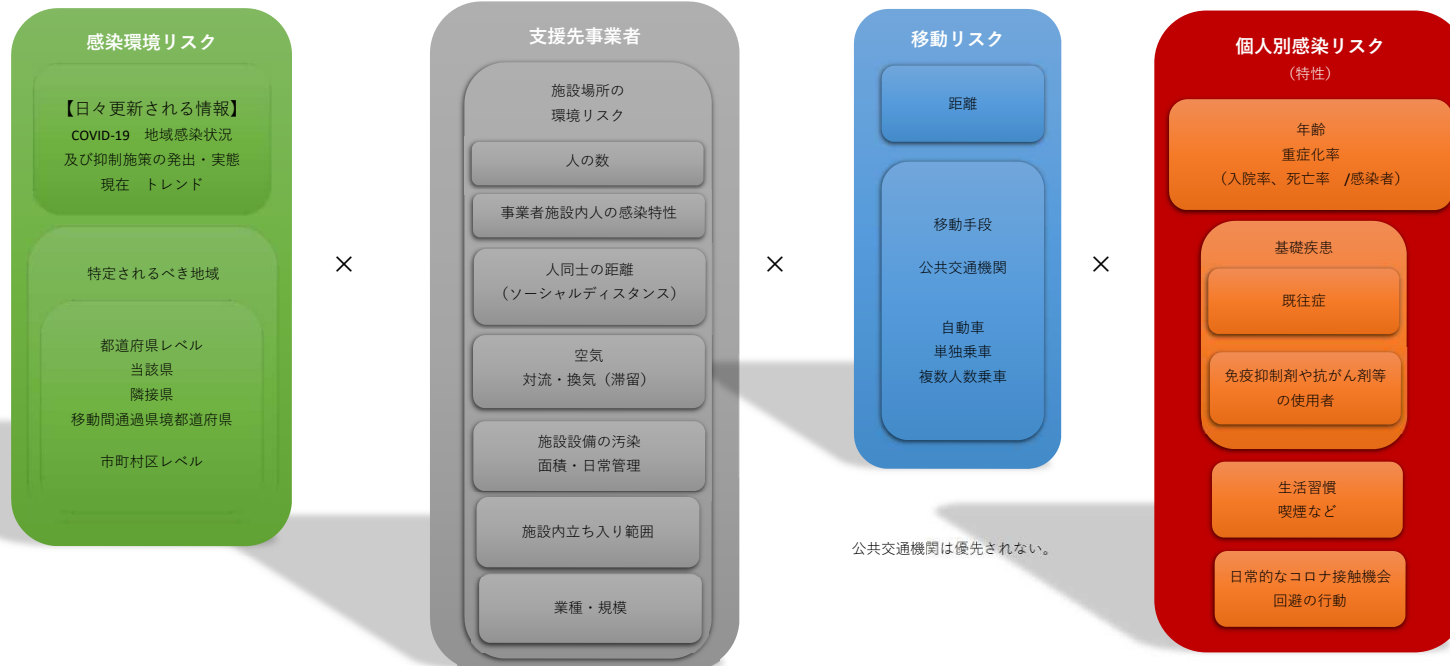 感染環境リスク
【日々更新される情報】
COVID-19　地域感染状況
及び抑制施策の発出・実態
現在　トレンド
特定されるべき地域
都道府県レベル
当該県
隣接県
移動間通過県境都道府県
市町村区レベル
×
支援先事業者
施設場所の
環境リスク
人の数
事業者施設内人の感染特性
人同士の距離
（ソーシャルディスタンス）
空気
対流・換気（滞留）
施設設備の汚染
面積・日常管理
施設内立ち入り範囲
業種・規模
×
移動リスク
距離
移動手段
公共交通機関
自動車
単独乗車
複数人数乗車
公共交通機関は優先されない。
×
個人別感染リスク
（特性）
年齢
重症化率
（入院率、死亡率　/感染者）
基礎疾患
既往症
免疫抑制剤や抗がん剤等
の使用者
生活習慣
喫煙など
日常的なコロナ接触機会
回避の行動